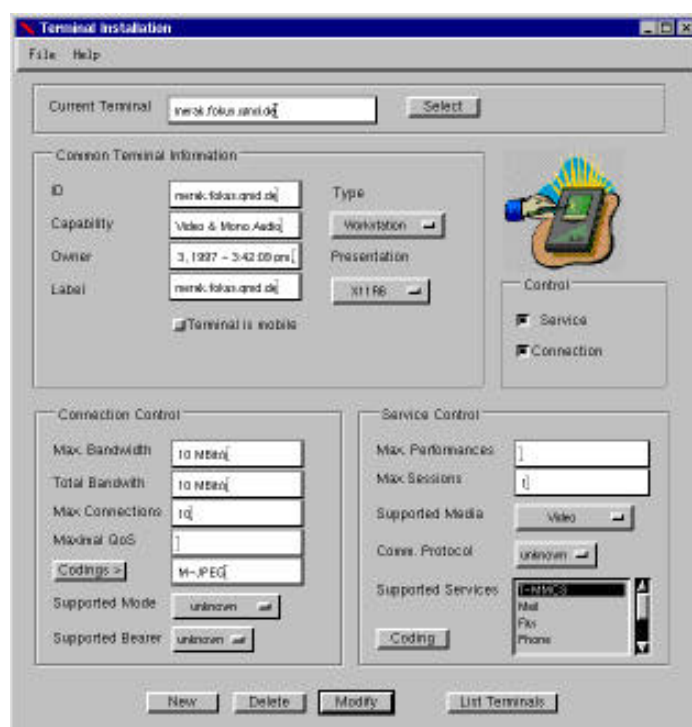 Terminal Installation
File Help
Current Terminal merak.fokus.gmd.de Select
Common Terminal Information
ID merak.fokus.gmd.de Type
Capability Video & Mono Audio Workstation
Owner 3, 1997 - 3:42:09 pm Presentation
Label merak.fokus.gmd.de X11R6
Terminal is mobile
Control
Service
Connection
Connection Control
Max. Bandwidth 10 MBit/s
Total Bandwith 10 MBit/s
Max Connections 10
Maximal QoS
Codings > M-JPEG
Supported Mode unknown
Supported Bearer unknown
Service Control
Max. Performances
Max Sessions 1
Supported Media Video
Comm. Protocol unknown
Supported Services T-MMCS
Mail
Fax
Phone
Coding
New Delete Modify List Terminals